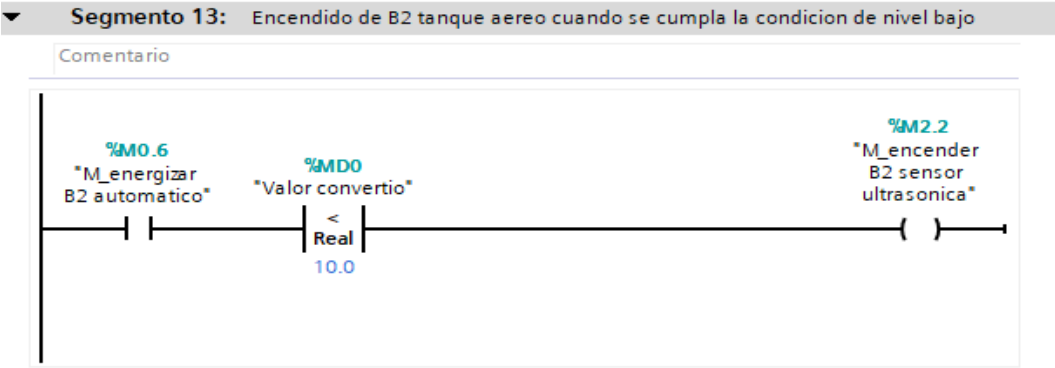 Segmento 13: Encendido de B2 tanque aereo cuando se cumpla la condicion de nivel bajo
Comentario
%M0.6
"M_energizar
B2 automatico"
%MD0
"Valor convertio"
<
Real
10.0
%M2.2
"M_encender
B2 sensor
ultrasonica"